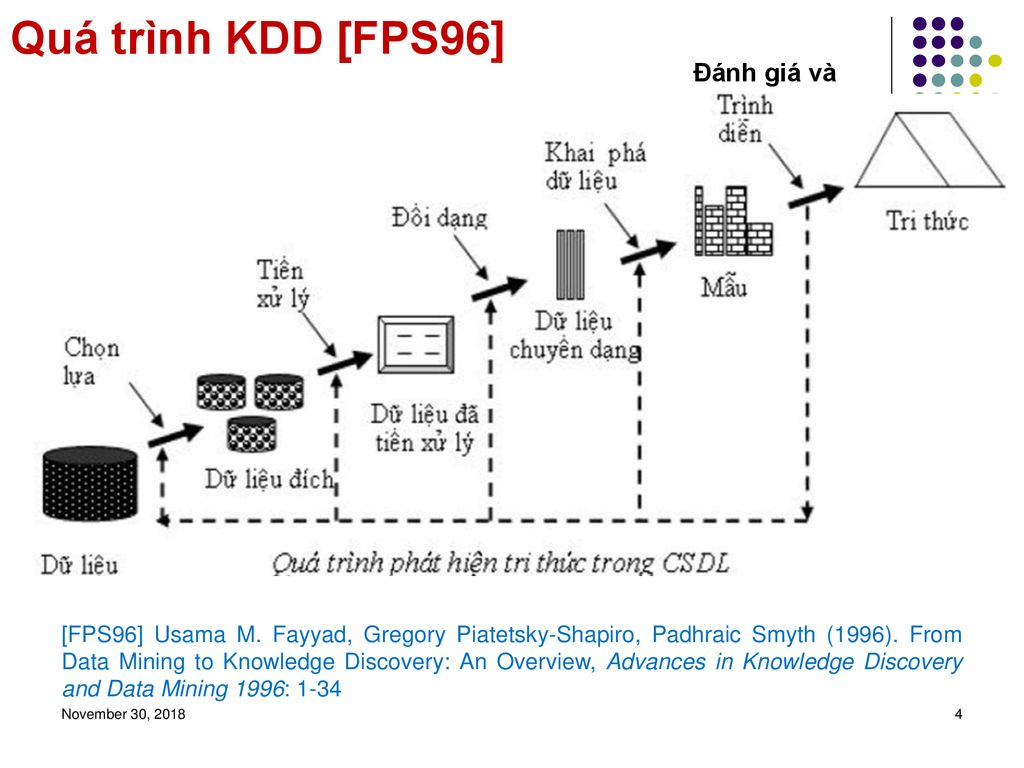 Quá trình KDD [FPS96]
Đánh giá và
Trình
diễn
Khai phá
dữ liệu
Đổi dạng
Tiền
xử lý
Chọn
lựa
Tri thức
Mẫu
Dữ liệu
chuyển dạng
Dữ liệu đã
tiền xử lý
Dữ liệu đích
Dữ liệu
Quá trình phát hiện tri thức trong CSDL
[FPS96] Usama M. Fayyad, Gregory Piatetsky-Shapiro, Padhraic Smyth (1996). From
Data Mining to Knowledge Discovery: An Overview, Advances in Knowledge Discovery
and Data Mining 1996: 1-34
November 30, 2018
4